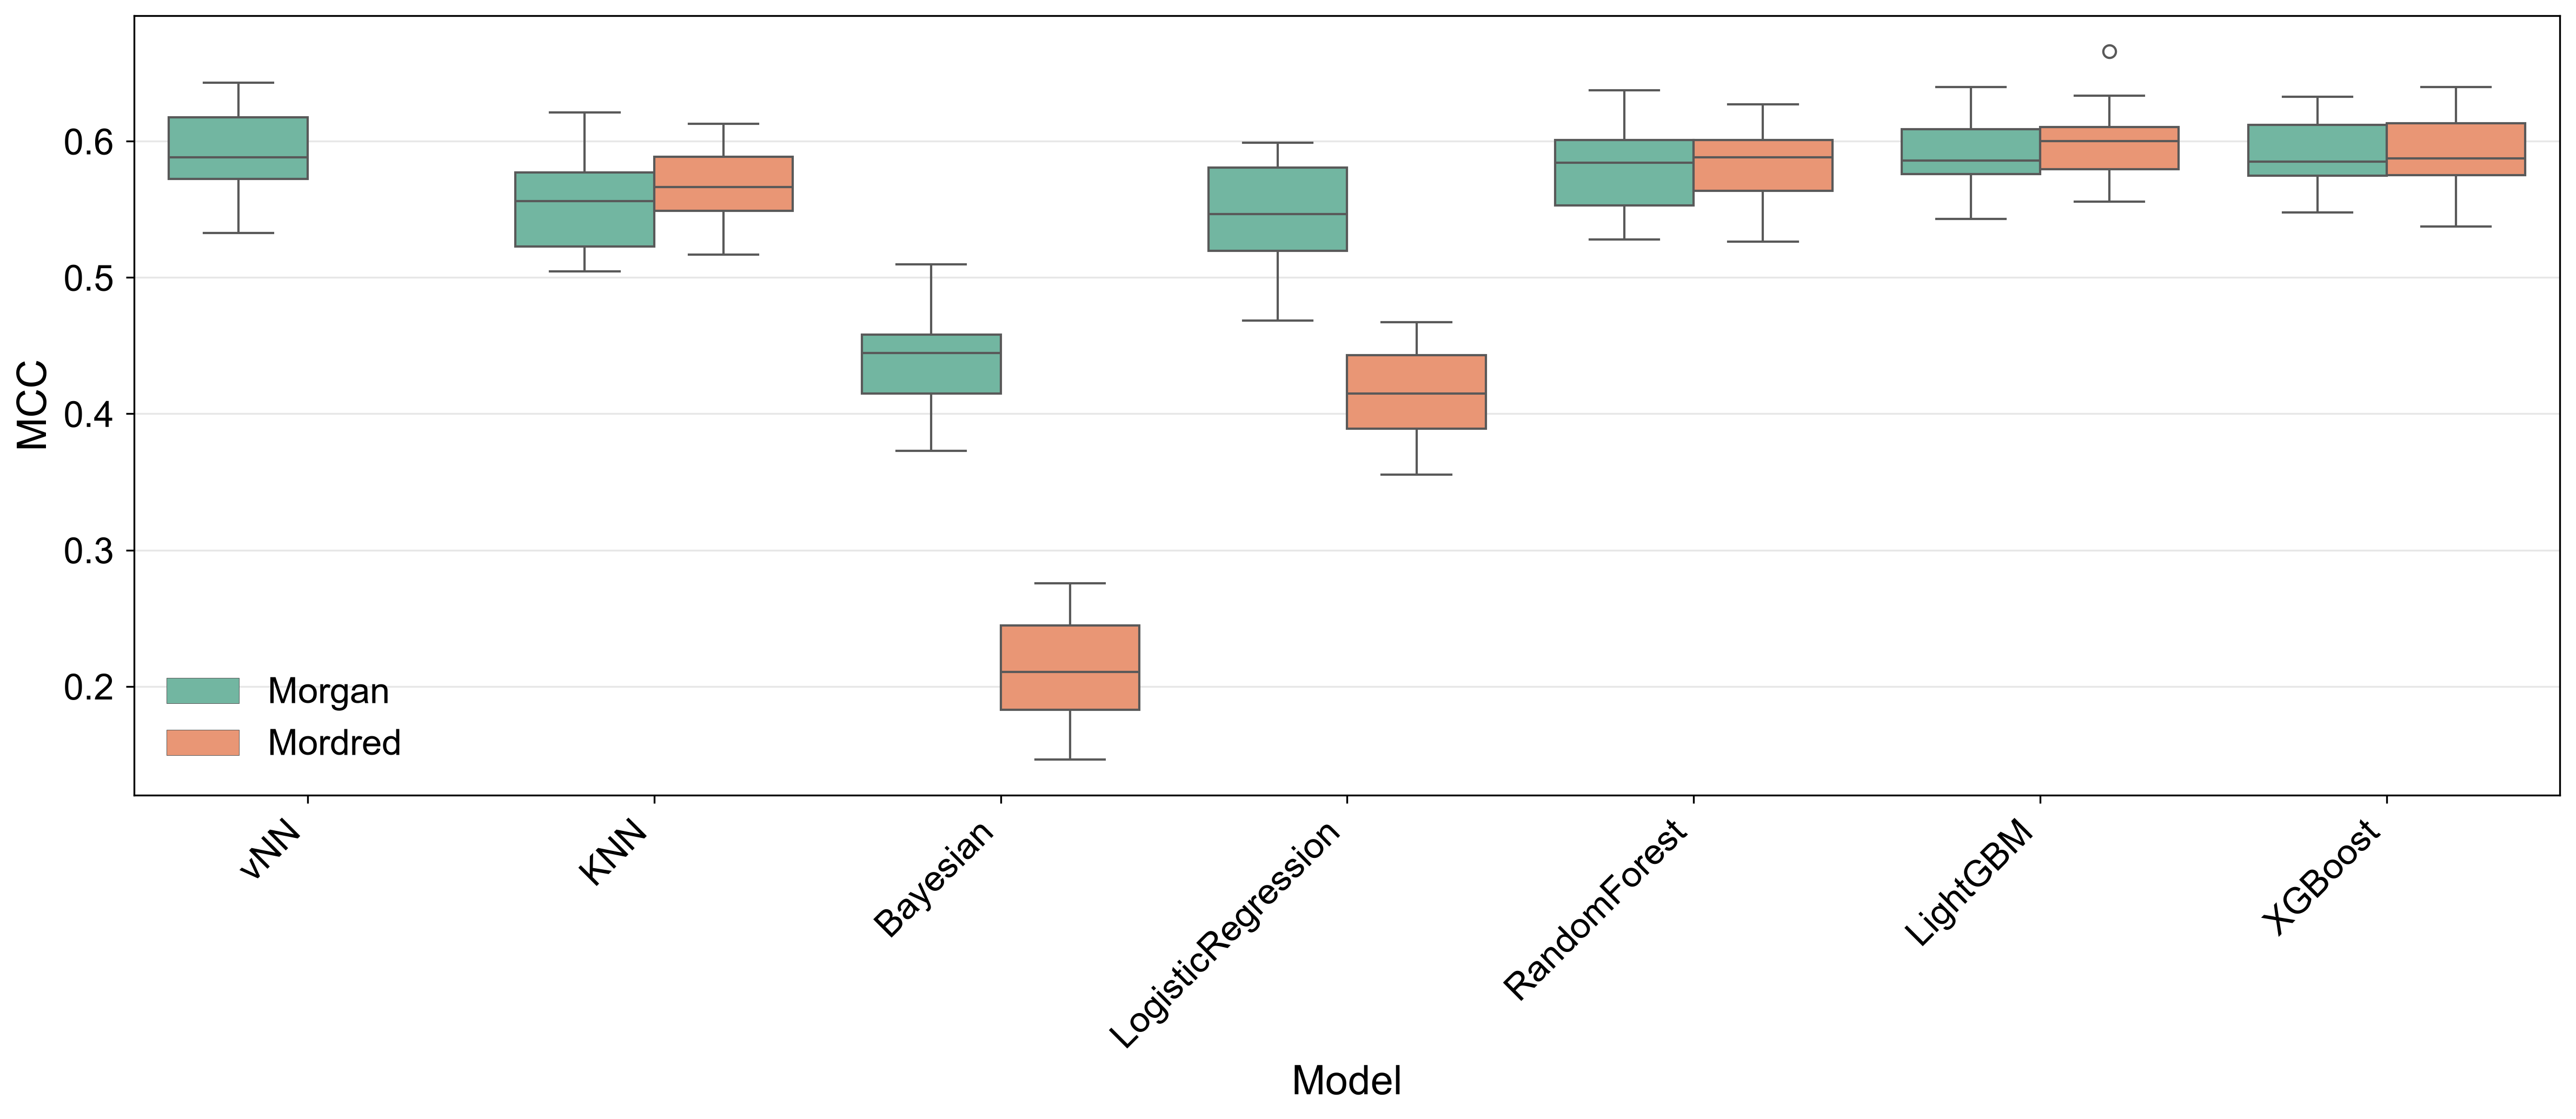 MCC
0.6
0.5
0.4
0.3
0.2
Morgan
Mordred
vNN
KNN
Bayesian
LogisticRegression
RandomForest
LightGBM
XGBoost
Model